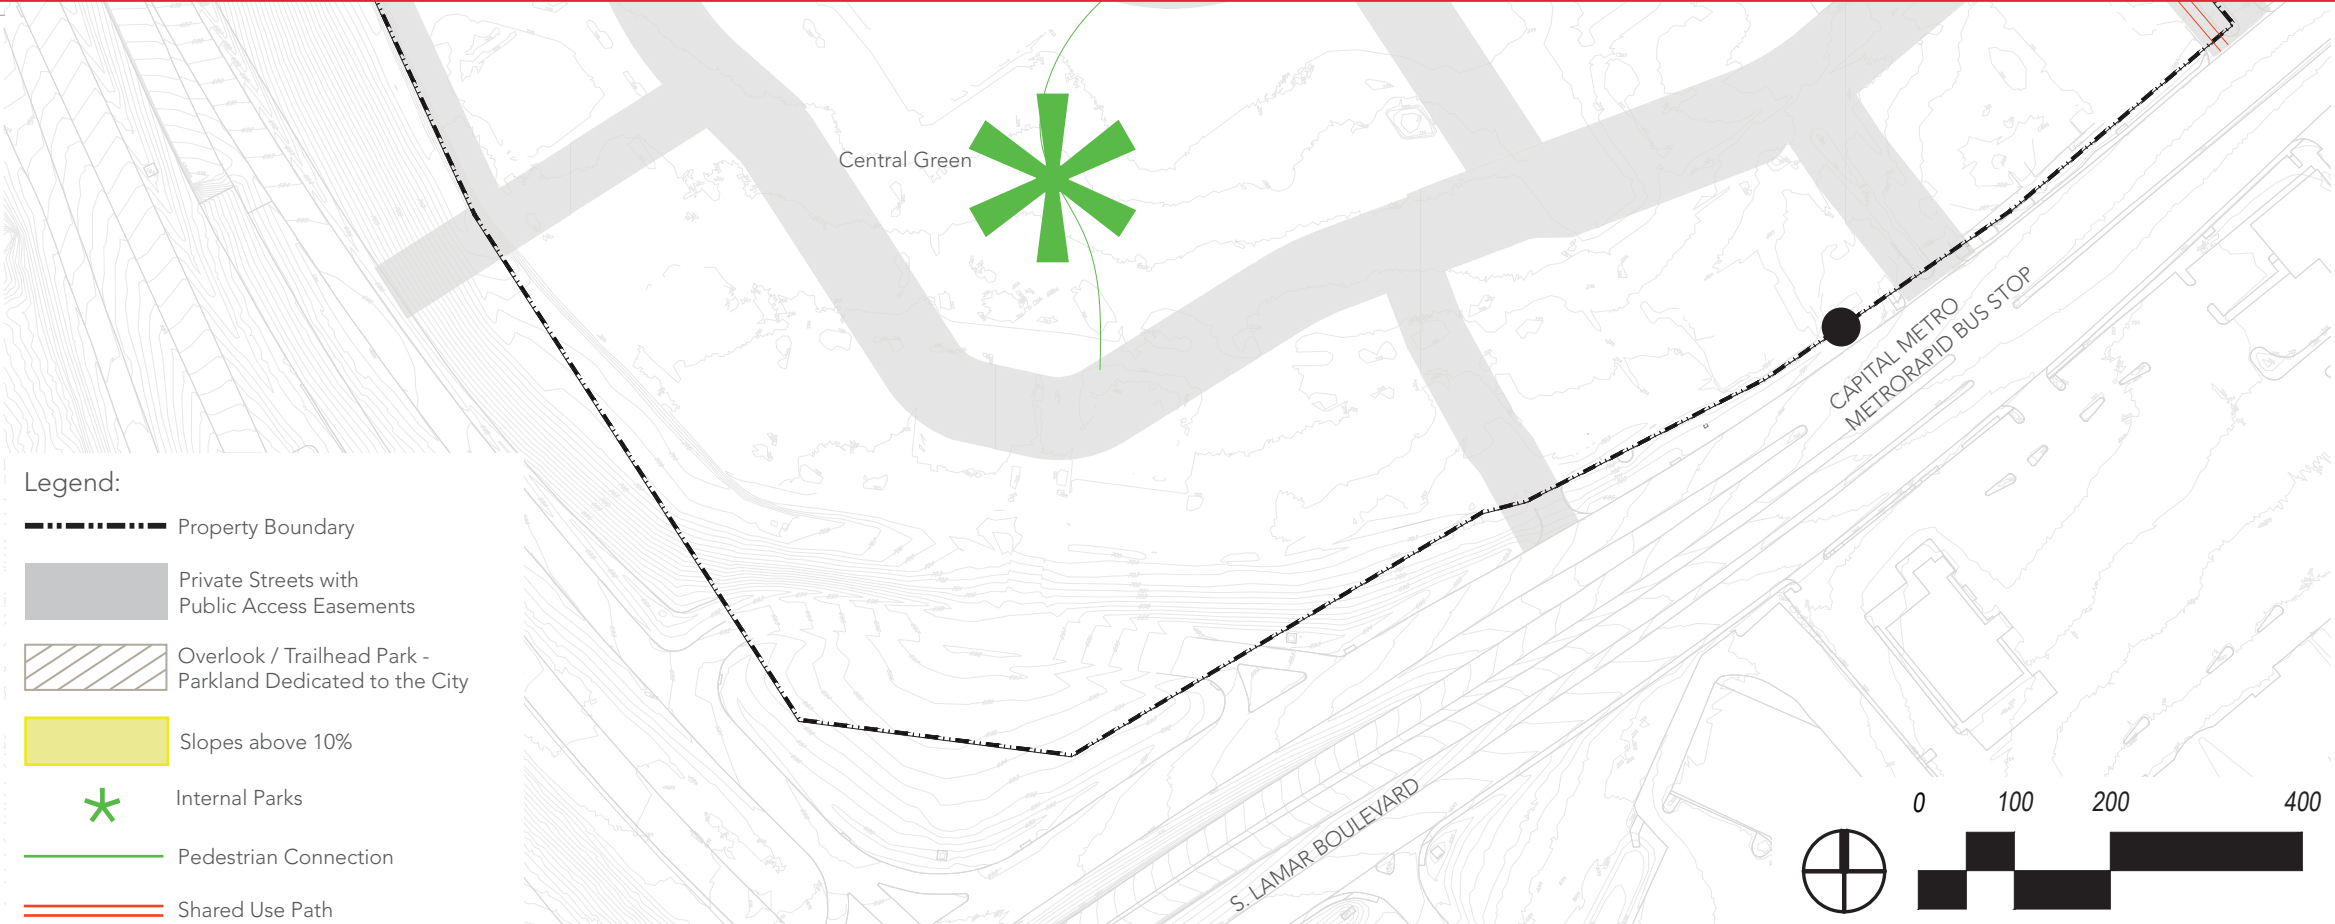 Central Green
CAPITAL METRO
METRORAPID BUS STOP
S. LAMAR BOULEVARD
Legend:
Property Boundary
Private Streets with
Public Access Easements
Overlook / Trailhead Park -
Parkland Dedicated to the City
Slopes above 10%
Internal Parks
Pedestrian Connection
Shared Use Path
0 100 200 400